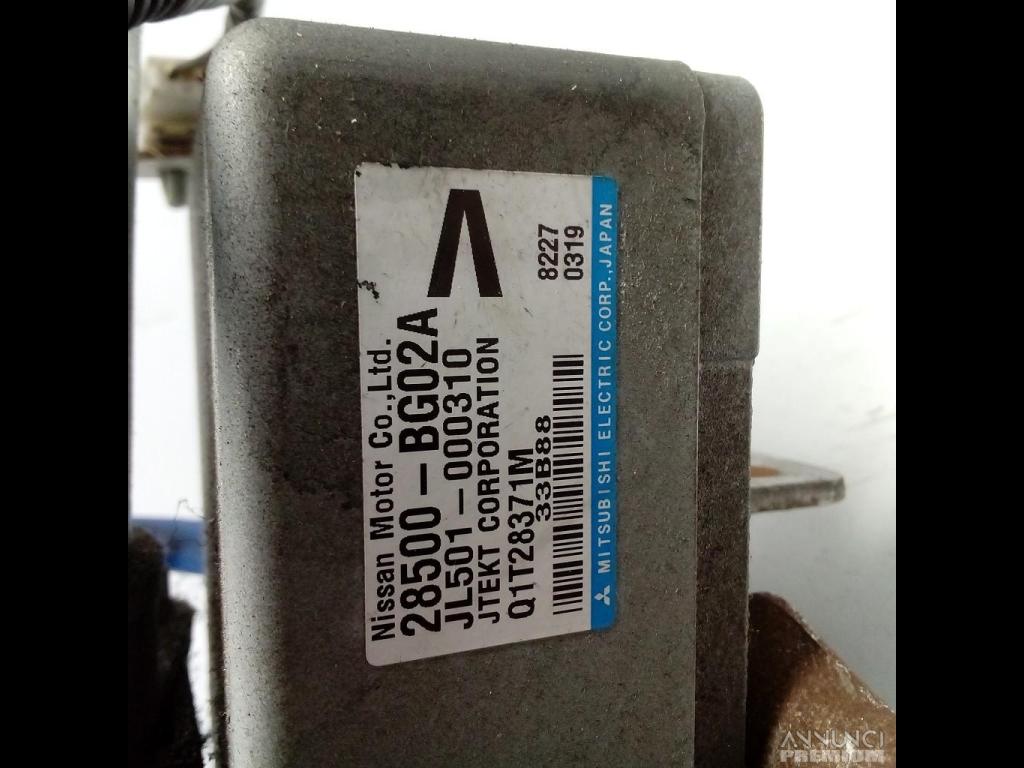 Nissan Motor Co.,Ltd.
28500-BG02A
JL501-000310
JTEKT CORPORATION
Q1T28371M
33B88
8227
0319
MITSUBISHI ELECTRIC CORP.,JAPAN
ANNUNCI
PREMIUM